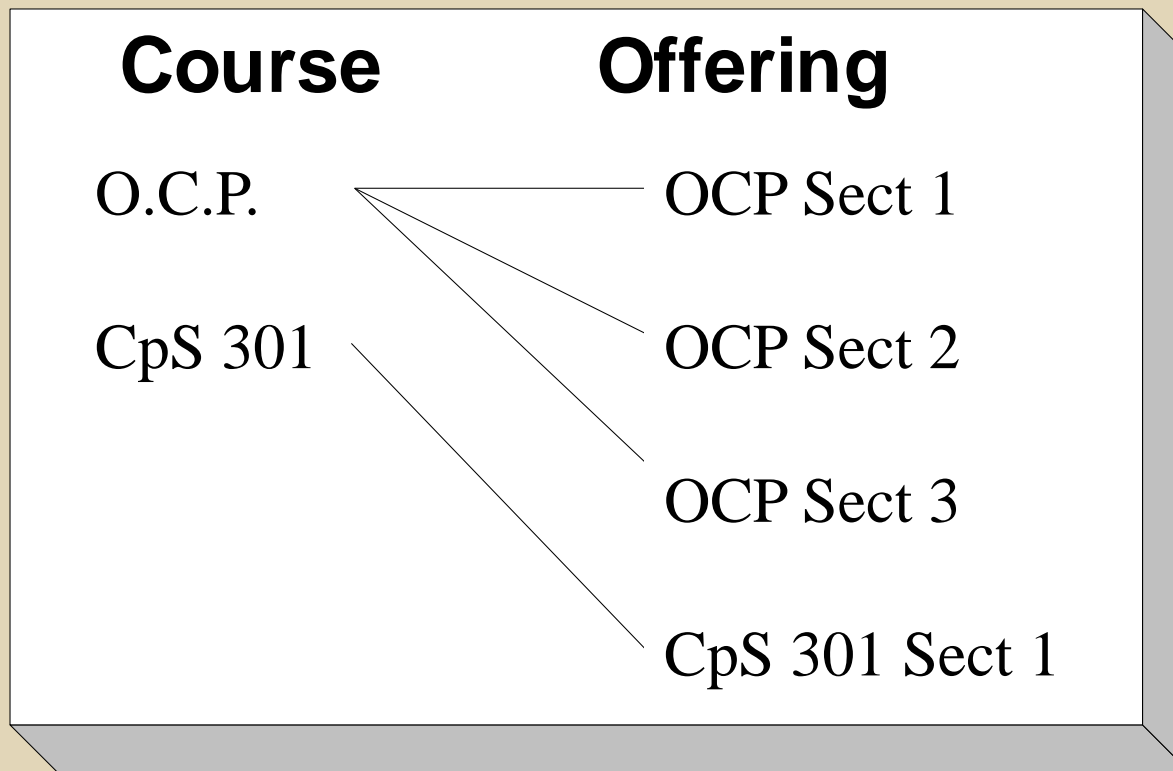 Course Offering
O.C.P. OCP Sect 1
CpS 301 OCP Sect 2
OCP Sect 3
CpS 301 Sect 1